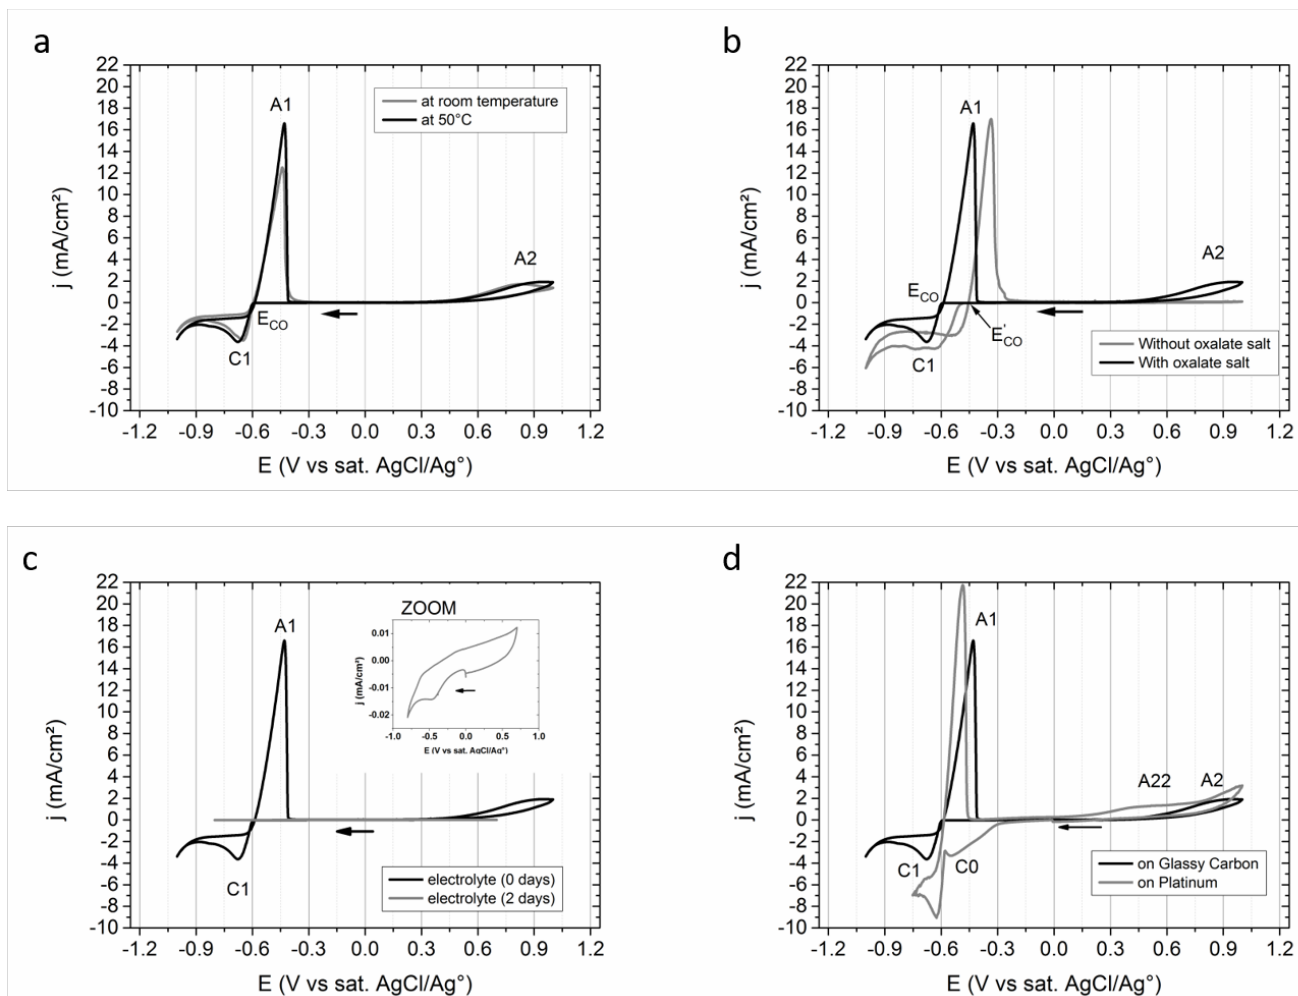 a
22
20
18
16
14
12
10
8
6
4
2
0
-2
-4
-6
-8
-10
j (mA/cm²)
A1
at room temperature
at 50°C
A2
E_CO
C1
-1.2 -0.9 -0.6 -0.3 0.0 0.3 0.6 0.9 1.2
E (V vs sat. AgCl/Ag°)
b
22
20
18
16
14
12
10
8
6
4
2
0
-2
-4
-6
-8
-10
j (mA/cm²)
A1
A2
E_CO
E'_CO
C1
Without oxalate salt
With oxalate salt
-1.2 -0.9 -0.6 -0.3 0.0 0.3 0.6 0.9 1.2
E (V vs sat. AgCl/Ag°)
c
22
20
18
16
14
12
10
8
6
4
2
0
-2
-4
-6
-8
-10
j (mA/cm²)
A1
ZOOM
0.01
0.00
-0.01
-0.02
j (mA/cm²)
-1.0 -0.5 0.0 0.5 1.0
E (V vs sat. AgCl/Ag°)
C1
electrolyte (0 days)
electrolyte (2 days)
-1.2 -0.9 -0.6 -0.3 0.0 0.3 0.6 0.9 1.2
E (V vs sat. AgCl/Ag°)
d
22
20
18
16
14
12
10
8
6
4
2
0
-2
-4
-6
-8
-10
j (mA/cm²)
A1
A22 A2
C1 C0
on Glassy Carbon
on Platinum
-1.2 -0.9 -0.6 -0.3 0.0 0.3 0.6 0.9 1.2
E (V vs sat. AgCl/Ag°)